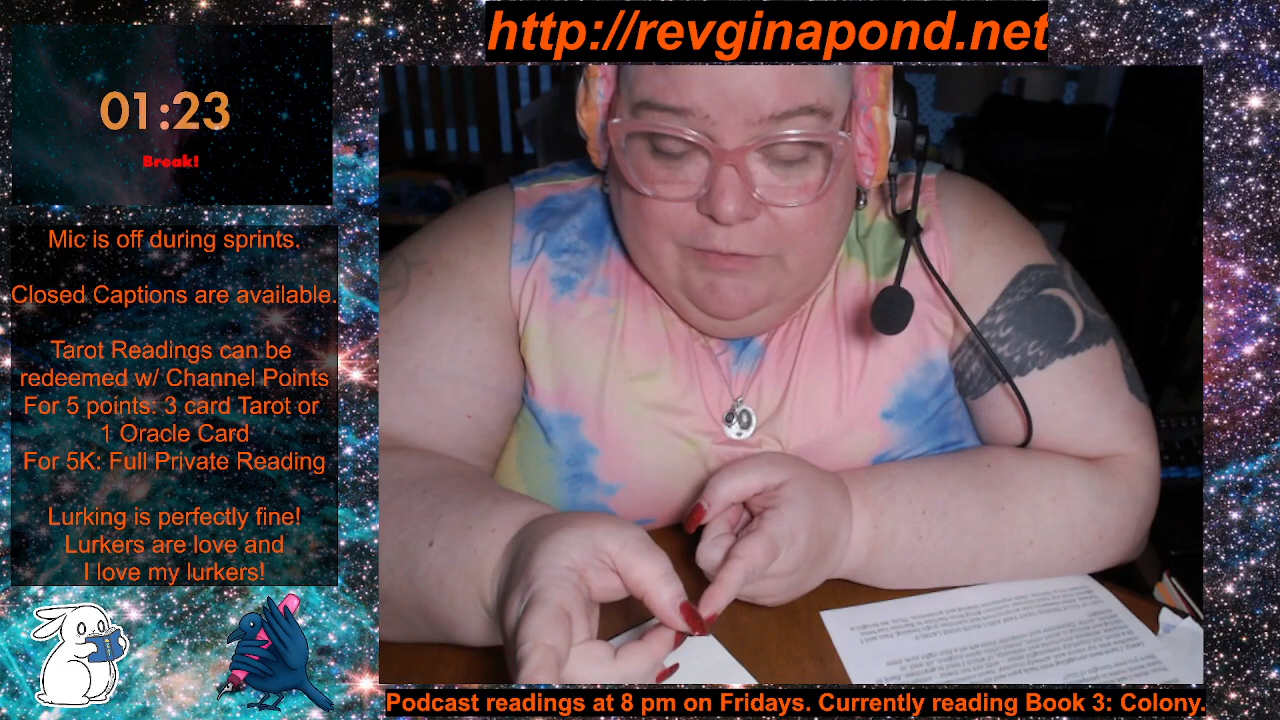 http://revginapond.net
01:23
Break!
Mic is off during sprints.
Closed Captions are available.
Tarot Readings can be
redeemed w/ Channel Points
For 5 points: 3 card Tarot or
1 Oracle Card
For 5K: Full Private Reading
Lurking is perfectly fine!
Lurkers are love and
I love my lurkers!
Podcast readings at 8 pm on Fridays. Currently reading Book 3: Colony.